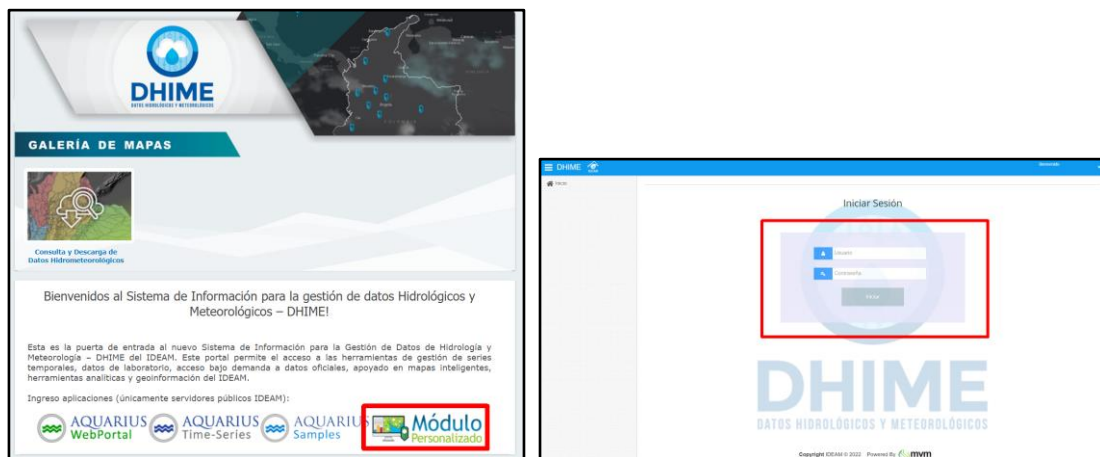 DHIME
DATOS HIDROLÓGICOS Y METEOROLÓGICOS
GALERÍA DE MAPAS
Consulta y Descarga de
Datos Hidrometeorológicos
Bienvenidos al Sistema de Información para la gestión de datos Hidrológicos y
Meteorológicos – DHIME!
Esta es la puerta de entrada al nuevo Sistema de Información para la Gestión de Datos de Hidrología y
Meteorología – DHIME del IDEAM. Este portal permite el acceso a las herramientas de gestión de series
temporales, datos de laboratorio, acceso bajo demanda a datos oficiales, apoyado en mapas inteligentes,
herramientas analíticas y geoinformación del IDEAM.
Ingreso aplicaciones (únicamente servidores públicos IDEAM):
AQUARIUS
WebPortal
AQUARIUS
Time-Series
AQUARIUS
Samples
Módulo
Personalizado
DHIME
Inicio
Bienvenido
Iniciar Sesión
Usuario
Contraseña
DHIME
DATOS HIDROLÓGICOS Y METEOROLÓGICOS
Copyright IDEAM © 2022 Powered By mvm